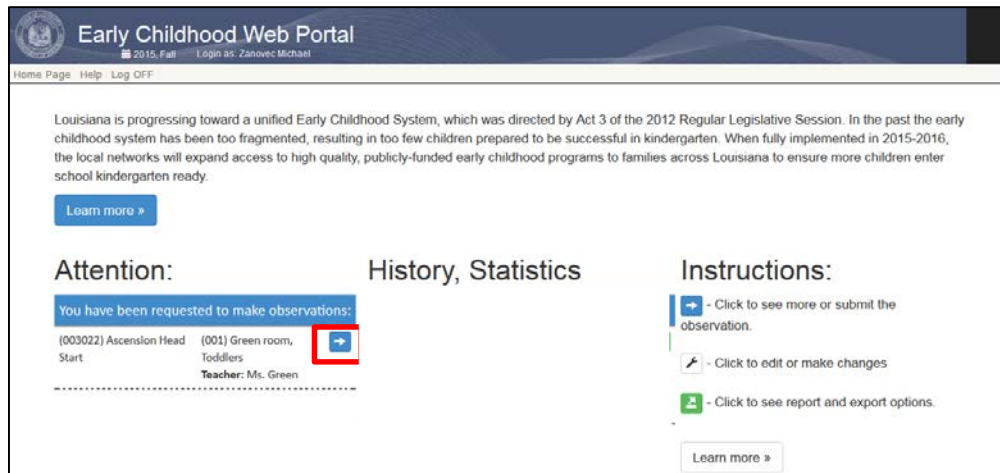 Early Childhood Web Portal
2015, Fall Login as: Zanovec Michael
Home Page Help Log OFF
Louisiana is progressing toward a unified Early Childhood System, which was directed by Act 3 of the 2012 Regular Legislative Session. In the past the early
childhood system has been too fragmented, resulting in too few children prepared to be successful in kindergarten. When fully implemented in 2015-2016,
the local networks will expand access to high quality, publicly-funded early childhood programs to families across Louisiana to ensure more children enter
school kindergarten ready.
Learn more »
Attention:
You have been requested to make observations:
(003022) Ascension Head
Start
(001) Green room,
Toddlers
Teacher: Ms. Green
History, Statistics
Instructions:
- Click to see more or submit the
observation.
- Click to edit or make changes
- Click to see report and export options.
Learn more »